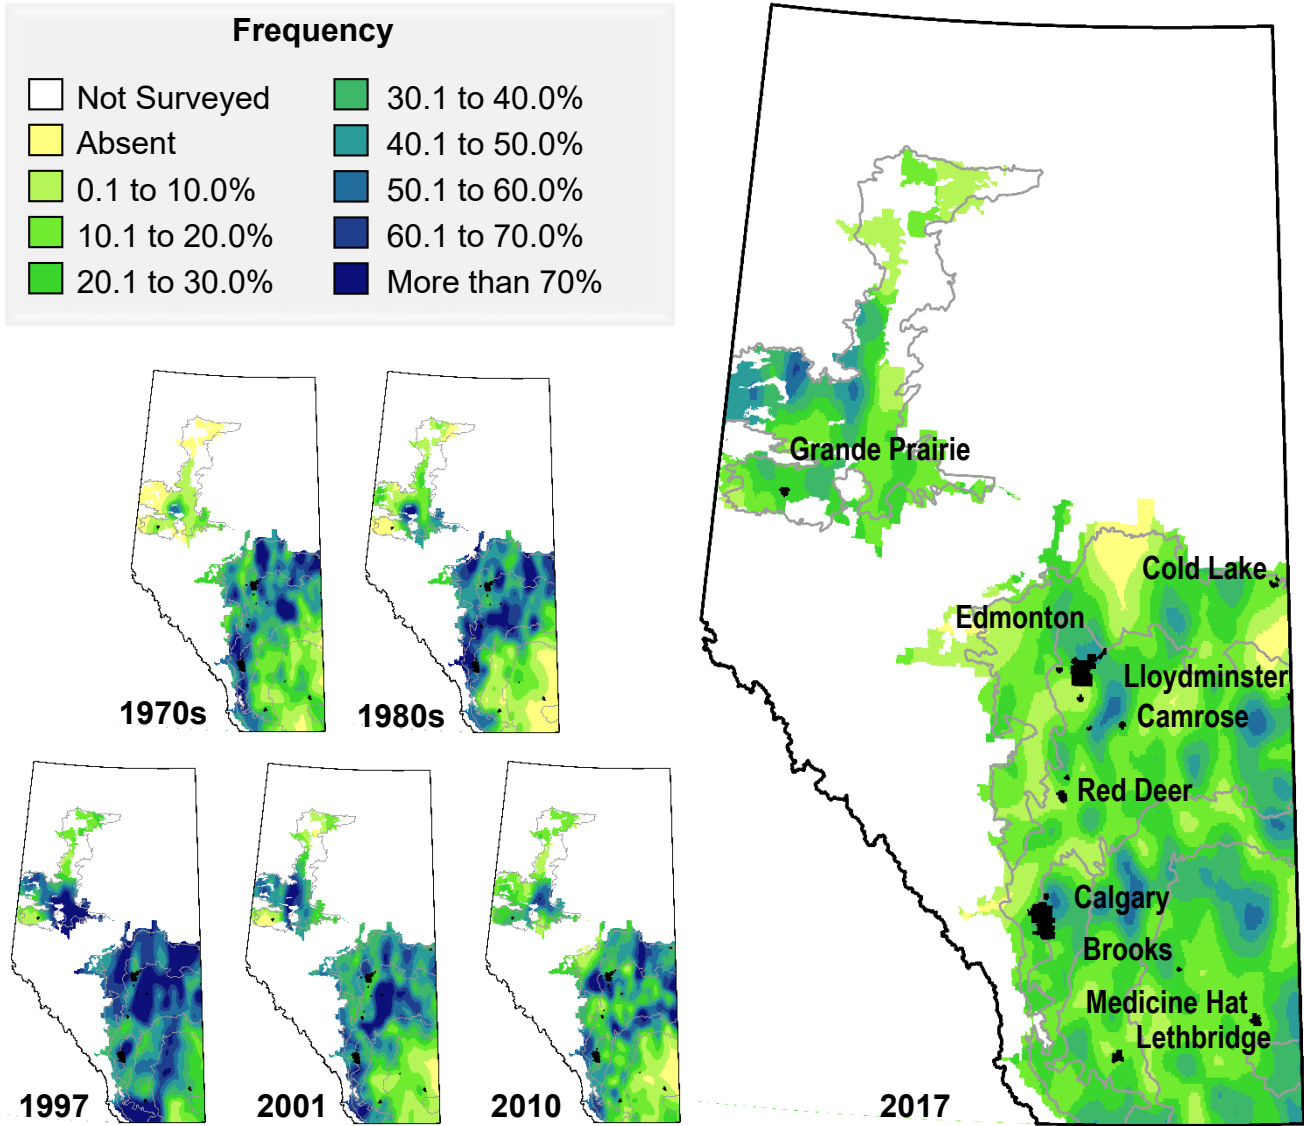 Frequency
Not Surveyed
Absent
0.1 to 10.0%
10.1 to 20.0%
20.1 to 30.0%
30.1 to 40.0%
40.1 to 50.0%
50.1 to 60.0%
60.1 to 70.0%
More than 70%
1970s
1980s
1997
2001
2010
Grande Prairie
Cold Lake
Edmonton
Lloydminster
Camrose
Red Deer
Calgary
Brooks
Medicine Hat
Lethbridge
2017